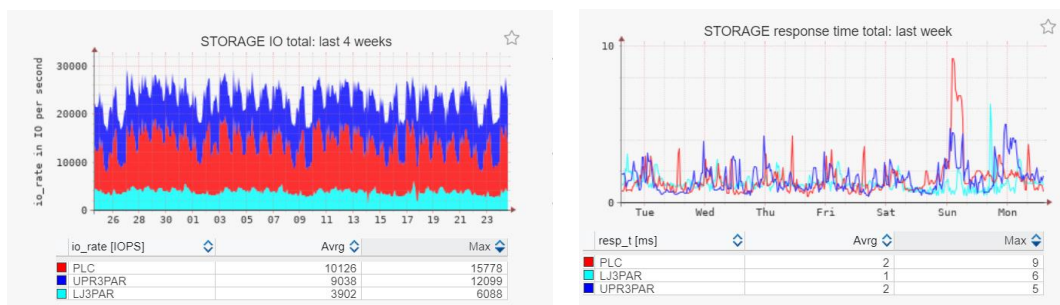 STORAGE IO total: last 4 weeks
io_rate in IO per second
30000
20000
10000
0
26 28 30 01 03 05 07 09 11 13 15 17 19 21 23
io_rate [IOPS] Avrg Max
PLC 10126 15778
UPR3PAR 9038 12099
LJ3PAR 3902 6088
STORAGE response time total: last week
10
0
Tue Wed Thu Fri Sat Sun Mon
resp_t [ms] Avrg Max
PLC 2 9
LJ3PAR 1 6
UPR3PAR 2 5